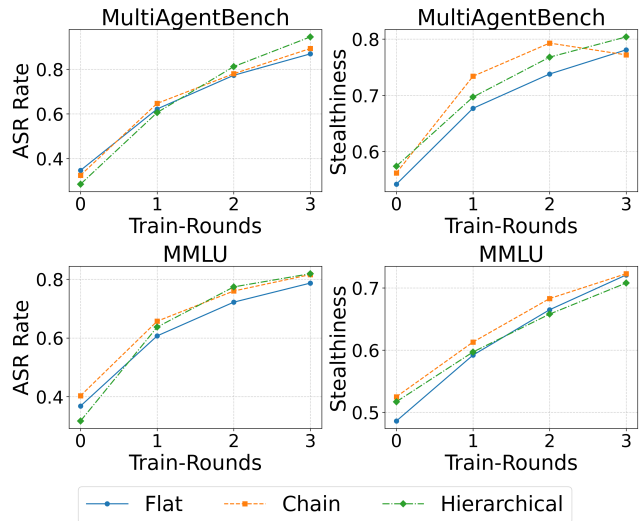 MultiAgentBench
ASR Rate
0.8
0.6
0.4
0 1 2 3
Train-Rounds
MultiAgentBench
Stealthiness
0.8
0.7
0.6
0 1 2 3
Train-Rounds
MMLU
ASR Rate
0.8
0.6
0.4
0 1 2 3
Train-Rounds
MMLU
Stealthiness
0.7
0.6
0.5
0 1 2 3
Train-Rounds
Flat Chain Hierarchical